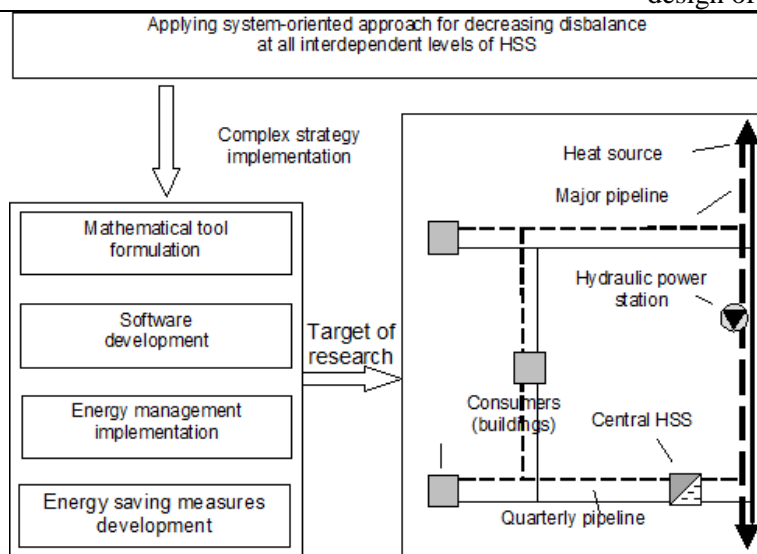 design of
Applying system-oriented approach for decreasing disbalance
at all interdependent levels of HSS
Complex strategy
implementation
Mathematical tool
formulation
Software
development
Energy management
implementation
Energy saving measures
development
Target of
research
Heat source
Major pipeline
Hydraulic power
station
Consumers
(buildings)
Central HSS
Quarterly pipeline